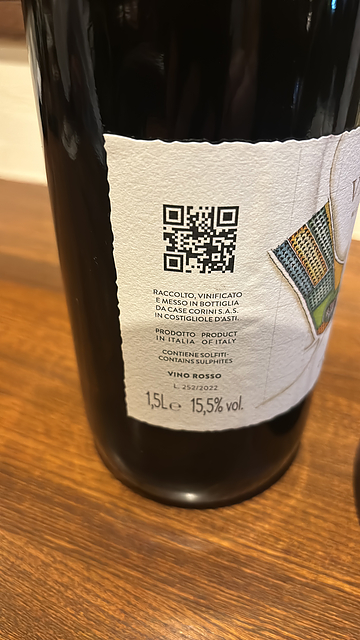 RACCOLTO, VINIFICATO
E MESSO IN BOTTIGLIA
DA CASE CORINI S.A.S.
IN COSTIGLIOLE D'ASTI.
PRODOTTO PRODUCT
IN ITALIA OF ITALY
CONTIENE SOLFITI-
CONTAINS SULPHITES
VINO ROSSO
L. 252/2022
1,5L℮ 15,5% vol.